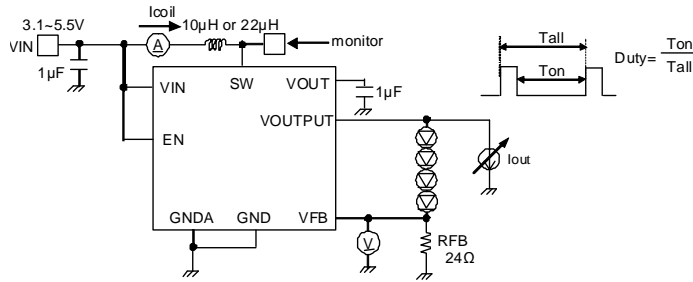 Icoil
3.1~5.5V
10µH or 22µH
VIN
A
monitor
1µF
SW
VIN
VOUT
1µF
VOUTPUT
EN
Iout
GNDA
GND
VFB
V
RFB
24Ω
Tall
Ton
Duty= Ton
Tall